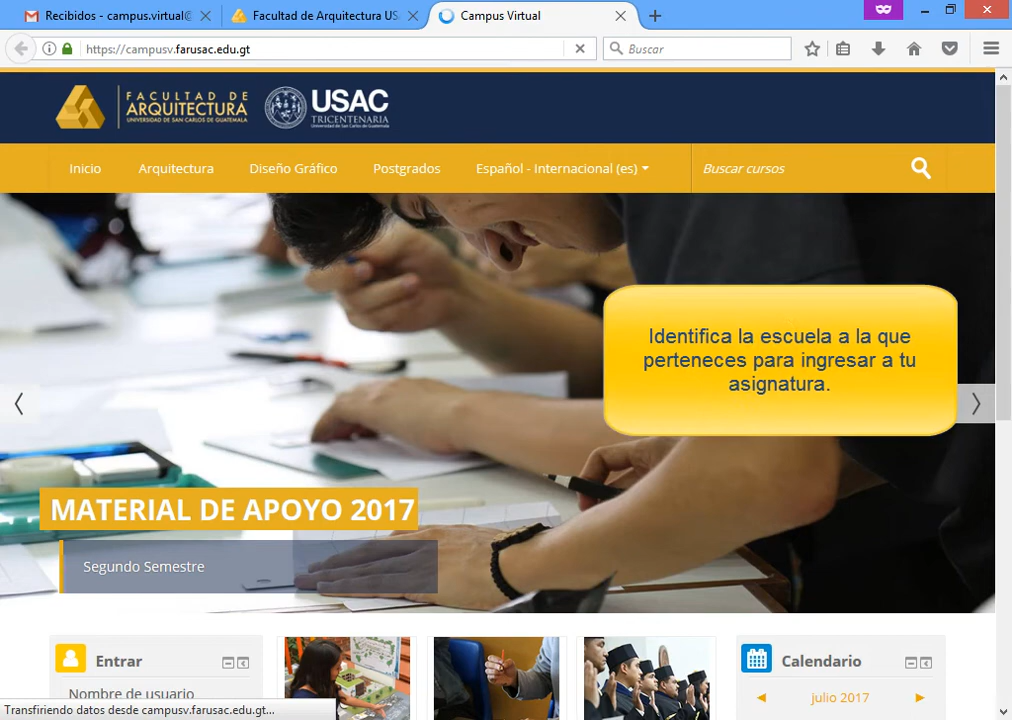 Recibidos - campus.virtual@
Facultad de Arquitectura US
Campus Virtual
https://campusv.farusac.edu.gt
Buscar
FACULTAD DE
ARQUITECTURA
UNIVERSIDAD DE SAN CARLOS DE GUATEMALA
USAC
TRICENTENARIA
Universidad de San Carlos de Guatemala
Inicio
Arquitectura
Diseño Gráfico
Postgrados
Español - Internacional (es)
Buscar cursos
Identifica la escuela a la que
perteneces para ingresar a tu
asignatura.
MATERIAL DE APOYO 2017
Segundo Semestre
Entrar
Nombre de usuario
Calendario
julio 2017
Transfiriendo datos desde campusv.farusac.edu.gt...